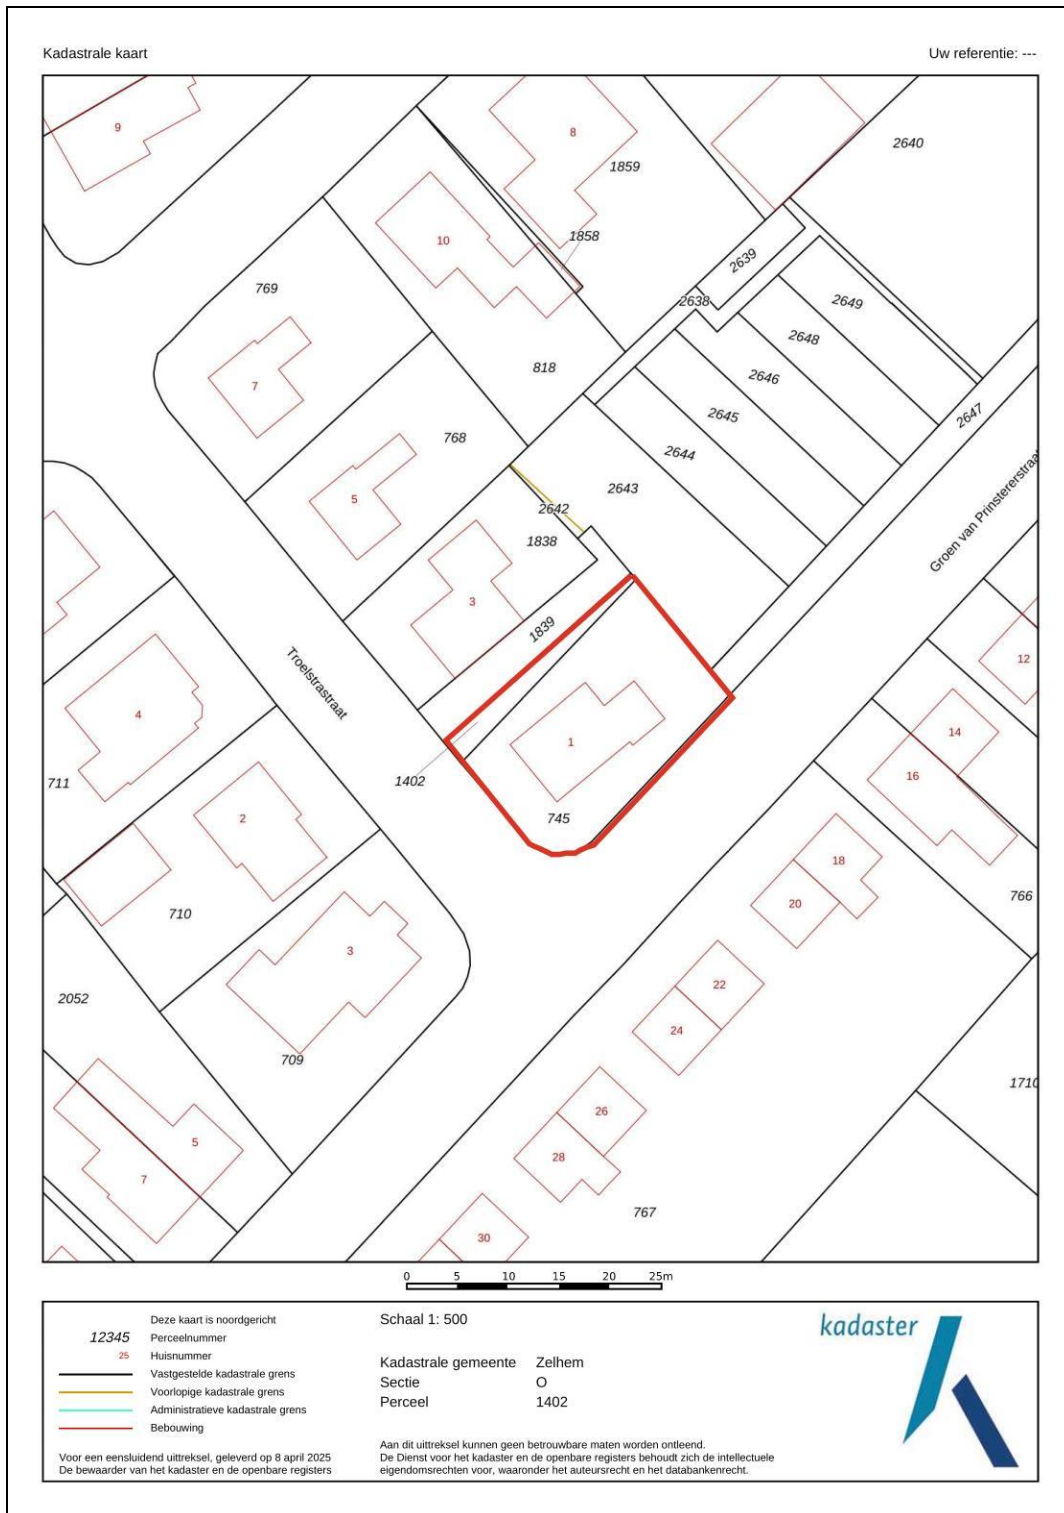 Kadastrale kaart
Uw referentie: ---
9
8
1859
2640
10
1858
2639
769
2638
2649
2648
7
818
2646
2645
2647
768
2644
5
2643
Groen van Prinstererstraat
2642
1838
3
1839
12
Troelstrastraat
4
14
1
16
711
1402
745
2
18
20
766
710
3
22
2052
24
709
1710
26
5
28
7
767
30
0 5 10 15 20 25m
Deze kaart is noordgericht
12345 Perceelnummer
25 Huisnummer
Vastgestelde kadastrale grens
Voorlopige kadastrale grens
Administratieve kadastrale grens
Bebouwing
Voor een eensluidend uittreksel, geleverd op 8 april 2025
De bewaarder van het kadaster en de openbare registers
Schaal 1: 500
Kadastrale gemeente Zelhem
Sectie O
Perceel 1402
Aan dit uittreksel kunnen geen betrouwbare maten worden ontleend.
De Dienst voor het kadaster en de openbare registers behoudt zich de intellectuele
eigendomsrechten voor, waaronder het auteursrecht en het databankenrecht.
kadaster